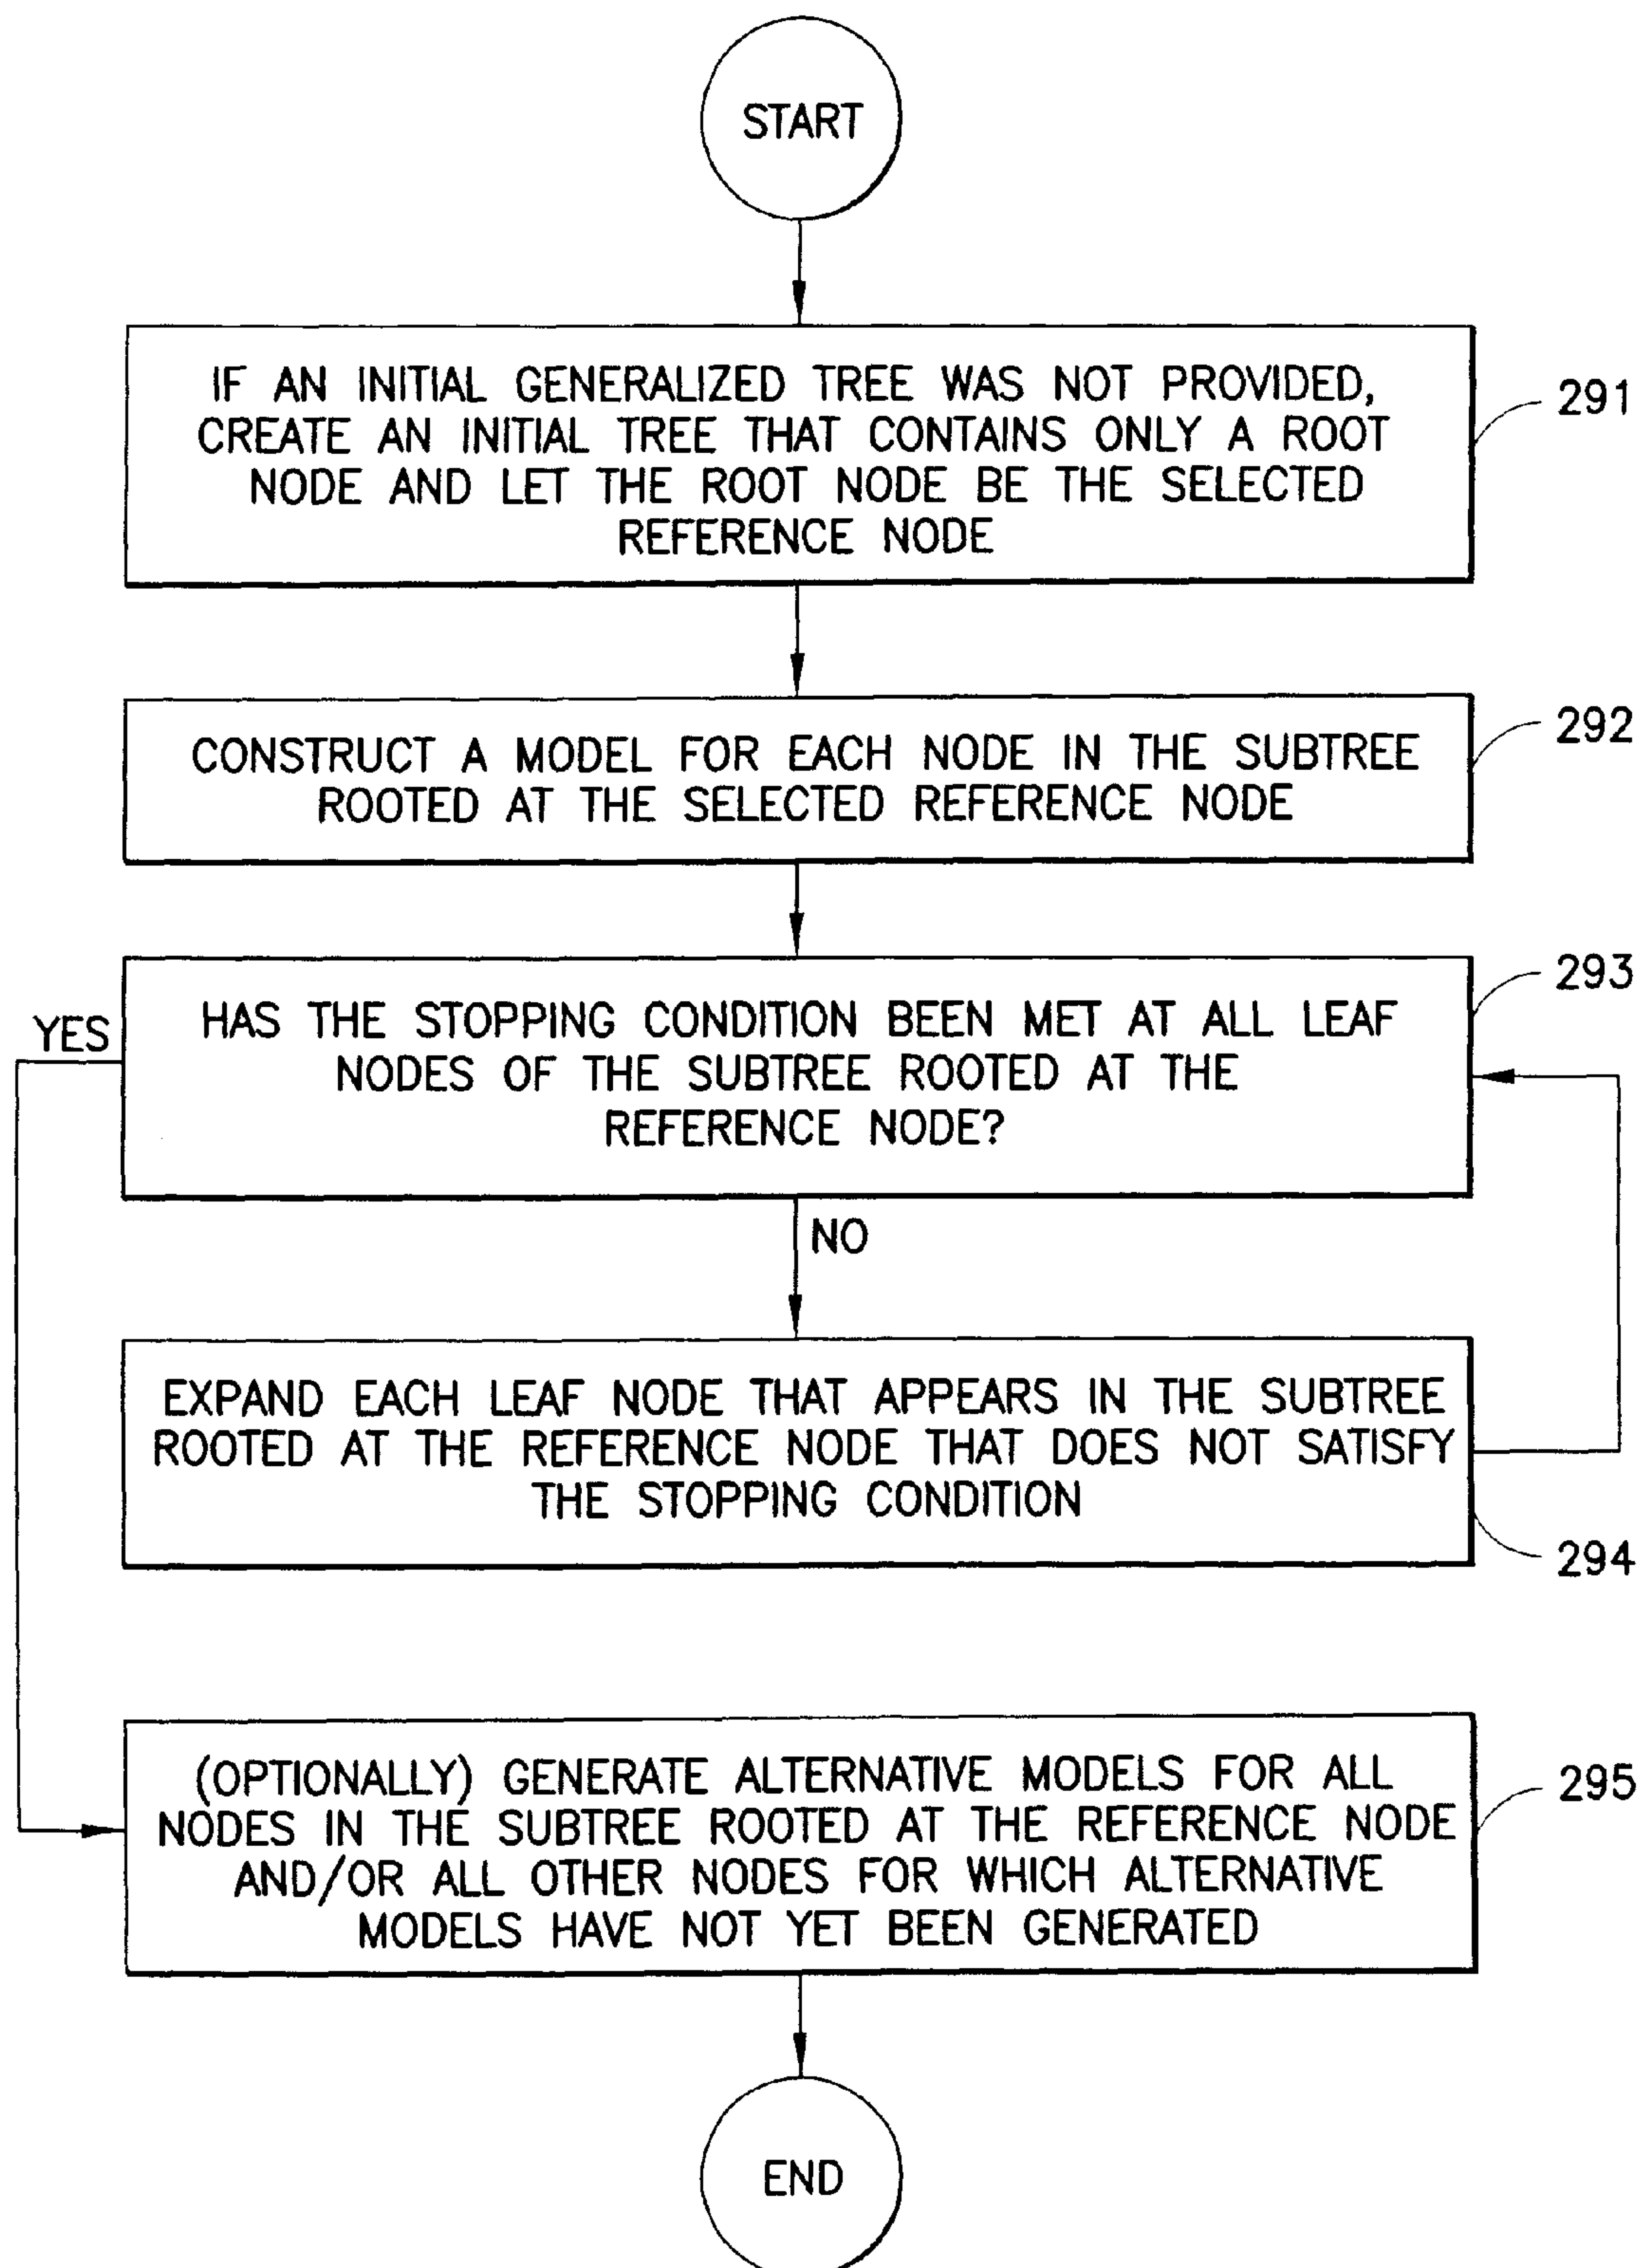 START
IF AN INITIAL GENERALIZED TREE WAS NOT PROVIDED,
CREATE AN INITIAL TREE THAT CONTAINS ONLY A ROOT
NODE AND LET THE ROOT NODE BE THE SELECTED
REFERENCE NODE
291
CONSTRUCT A MODEL FOR EACH NODE IN THE SUBTREE
ROOTED AT THE SELECTED REFERENCE NODE
292
HAS THE STOPPING CONDITION BEEN MET AT ALL LEAF
NODES OF THE SUBTREE ROOTED AT THE
REFERENCE NODE?
293
YES
NO
EXPAND EACH LEAF NODE THAT APPEARS IN THE SUBTREE
ROOTED AT THE REFERENCE NODE THAT DOES NOT SATISFY
THE STOPPING CONDITION
294
(OPTIONALLY) GENERATE ALTERNATIVE MODELS FOR ALL
NODES IN THE SUBTREE ROOTED AT THE REFERENCE NODE
AND/OR ALL OTHER NODES FOR WHICH ALTERNATIVE
MODELS HAVE NOT YET BEEN GENERATED
295
END